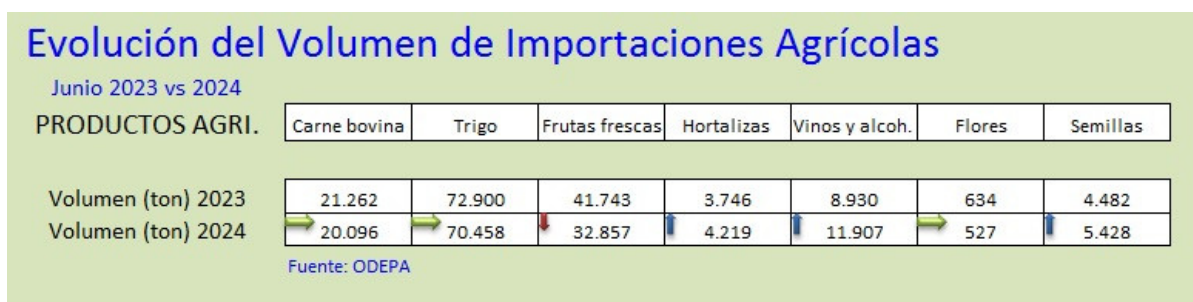 Evolución del Volumen de Importaciones Agrícolas
Junio 2023 vs 2024
PRODUCTOS AGRI. Carne bovina Trigo Frutas frescas Hortalizas Vinos y alcoh. Flores Semillas
Volumen (ton) 2023 21.262 72.900 41.743 3.746 8.930 634 4.482
Volumen (ton) 2024 20.096 70.458 32.857 4.219 11.907 527 5.428
Fuente: ODEPA